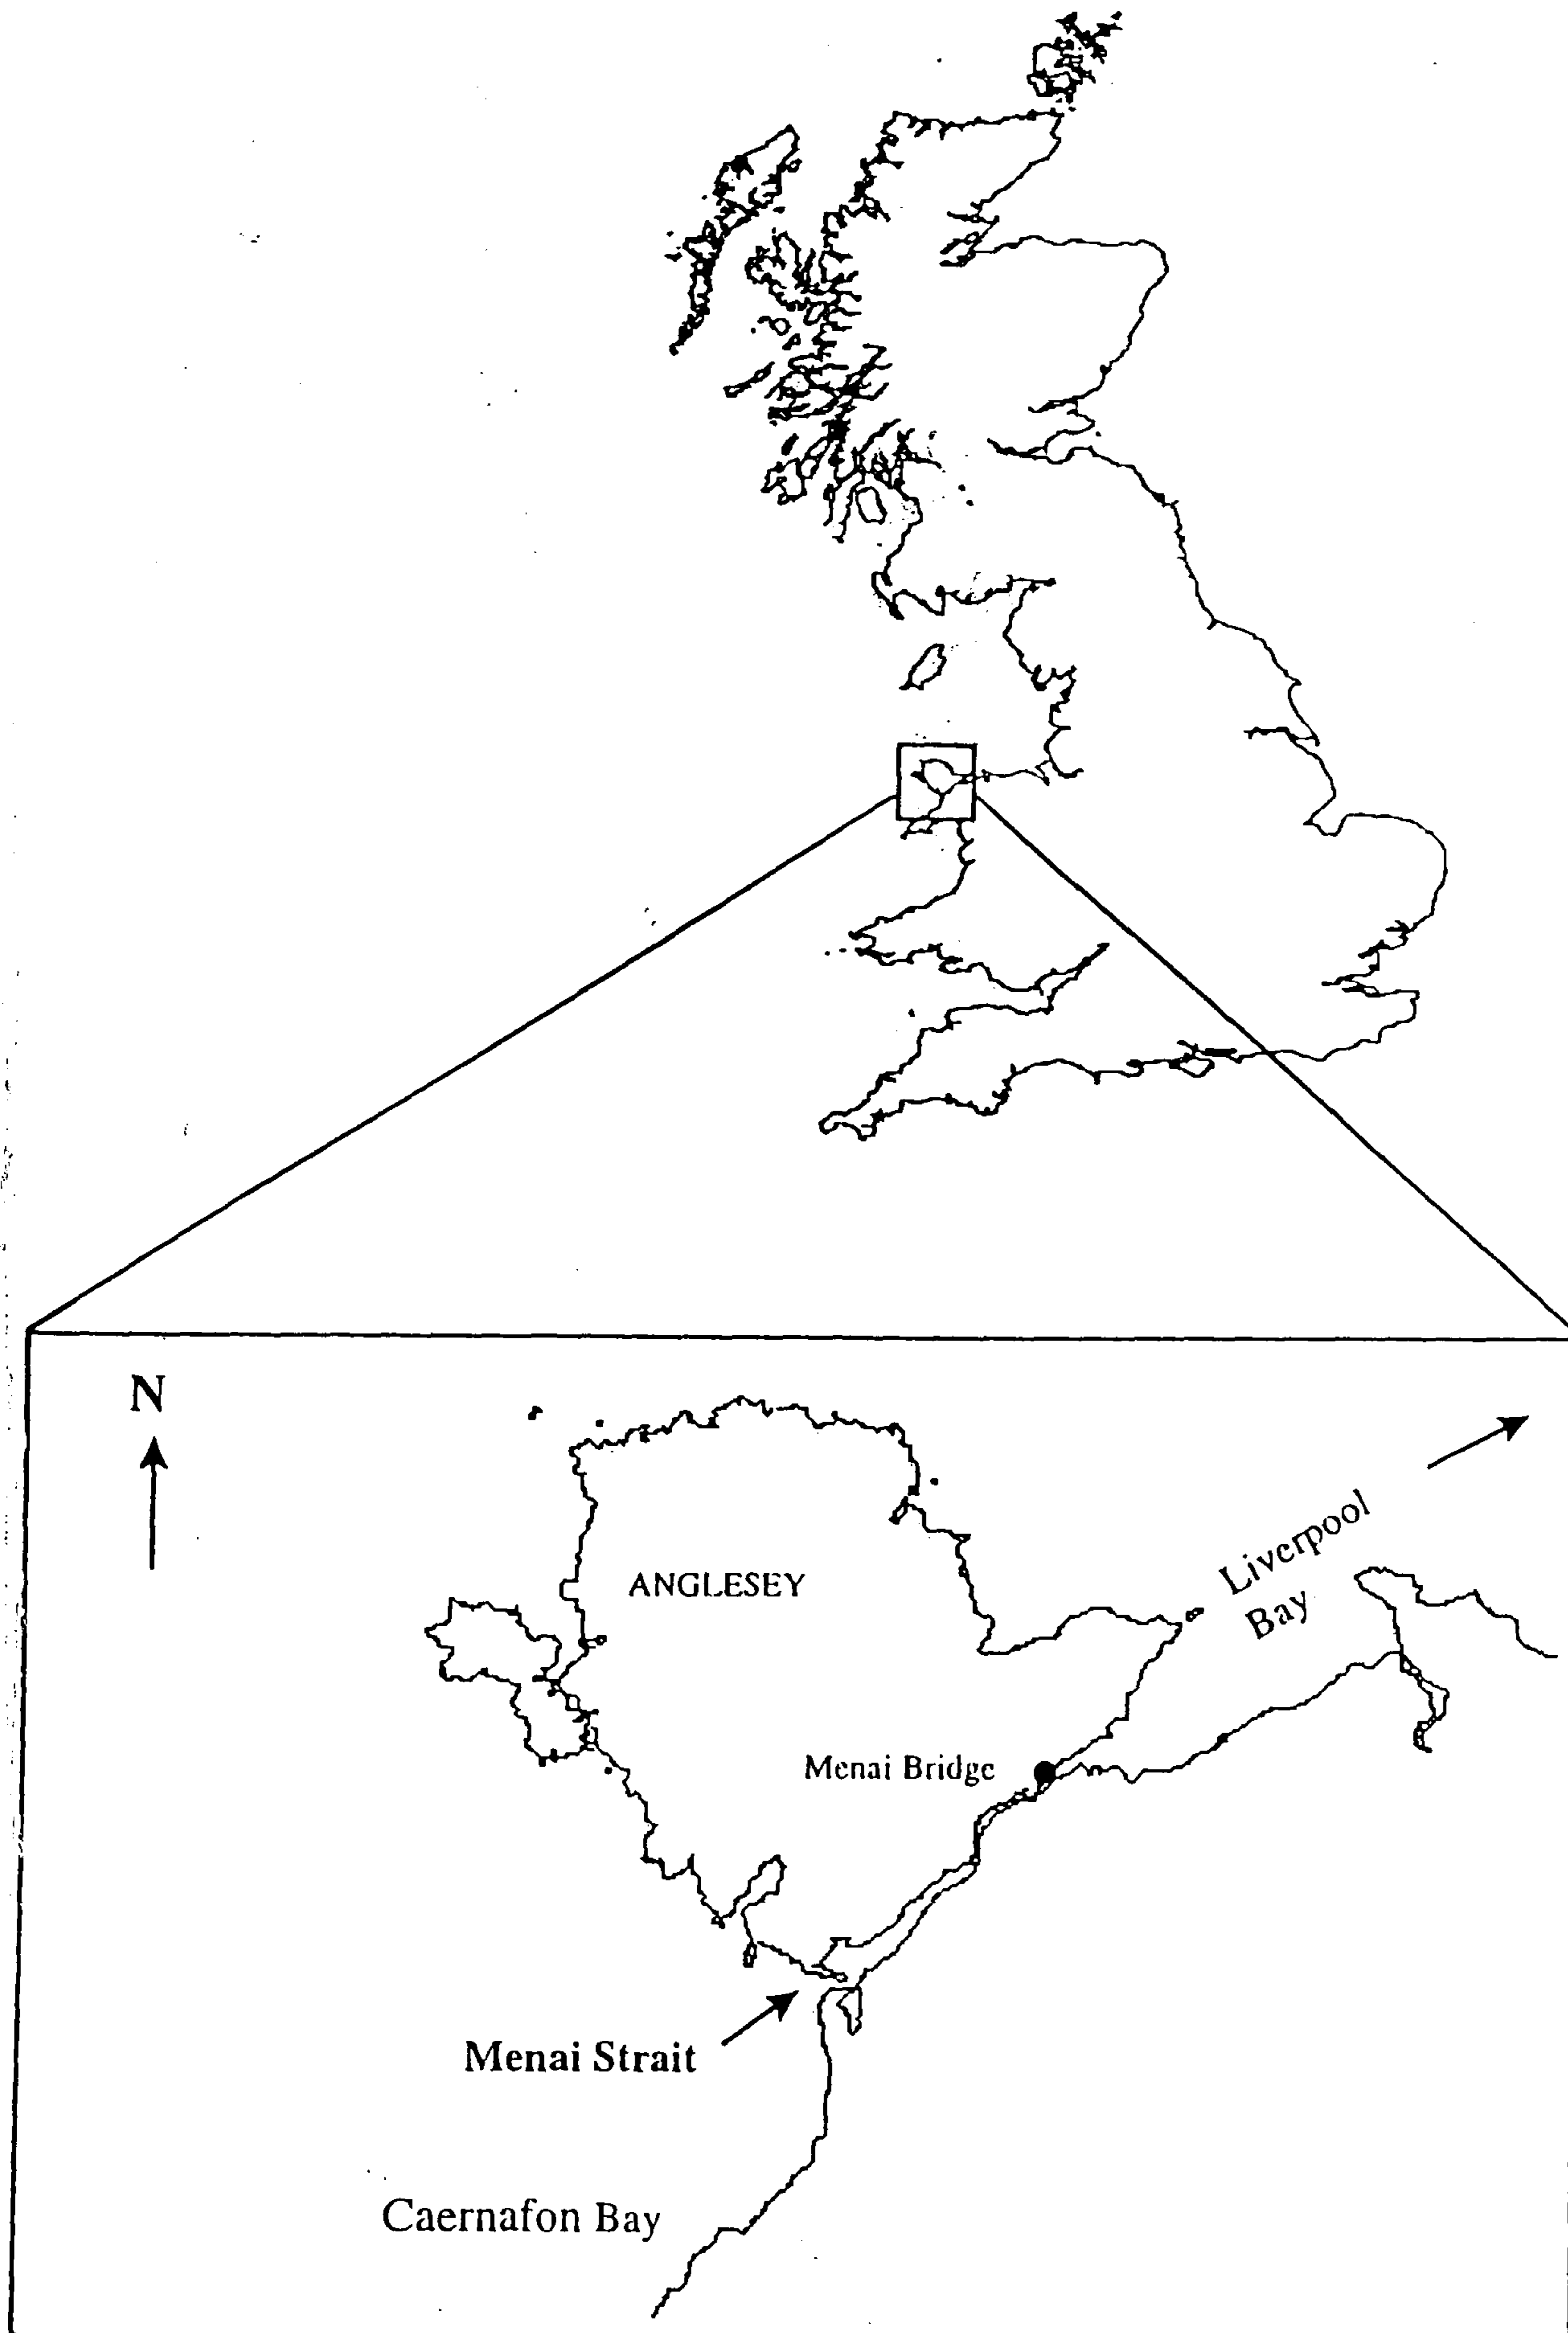 N
ANGLESEY
Liverpool
Bay
Menai Bridge
Menai Strait
Caernafon Bay